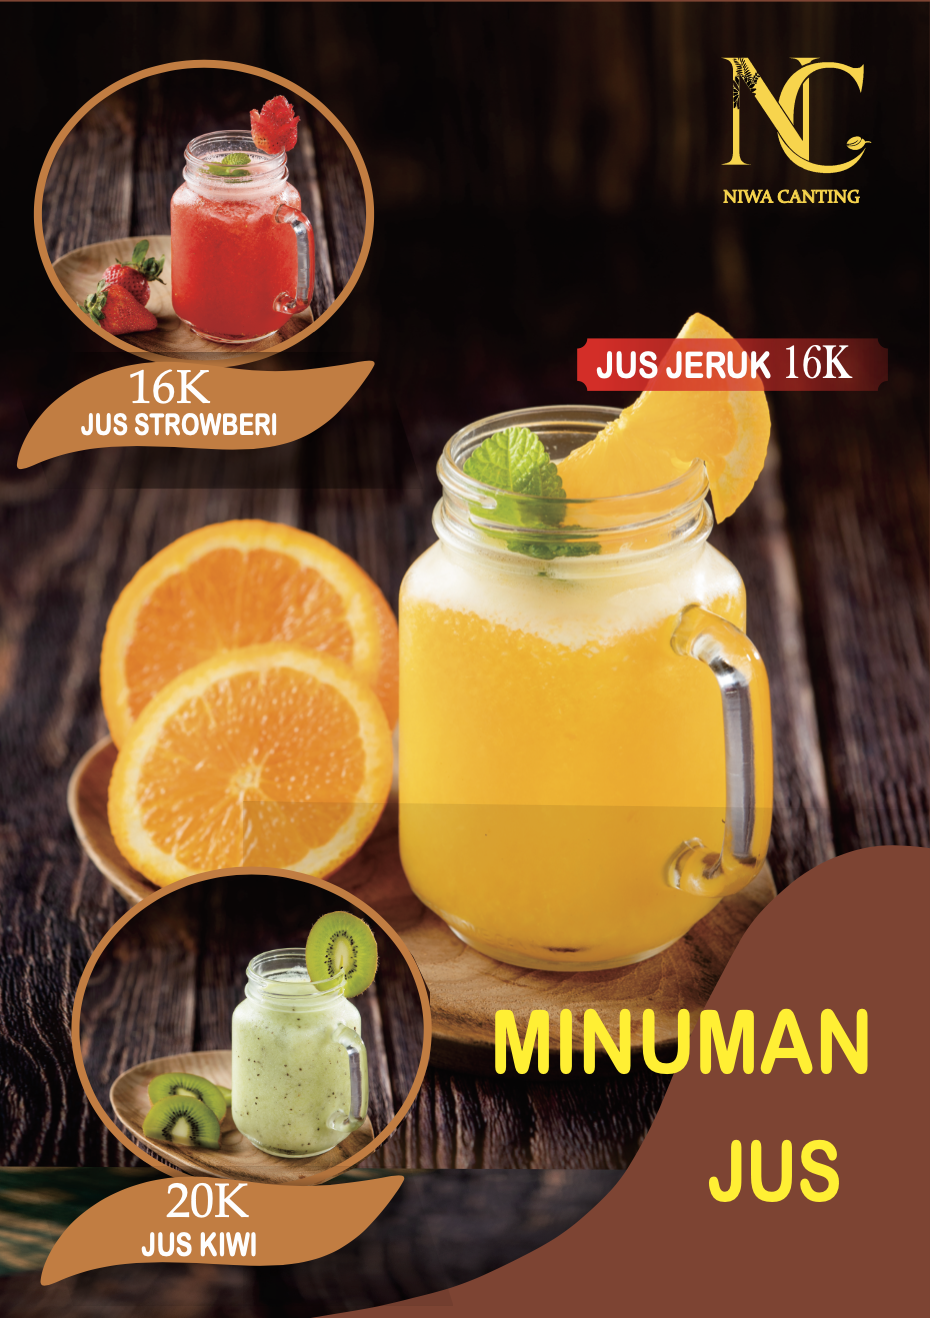 NC
NIWA CANTING
JUS JERUK 16K
16K
JUS STROWBERI
MINUMAN
JUS
20K
JUS KIWI